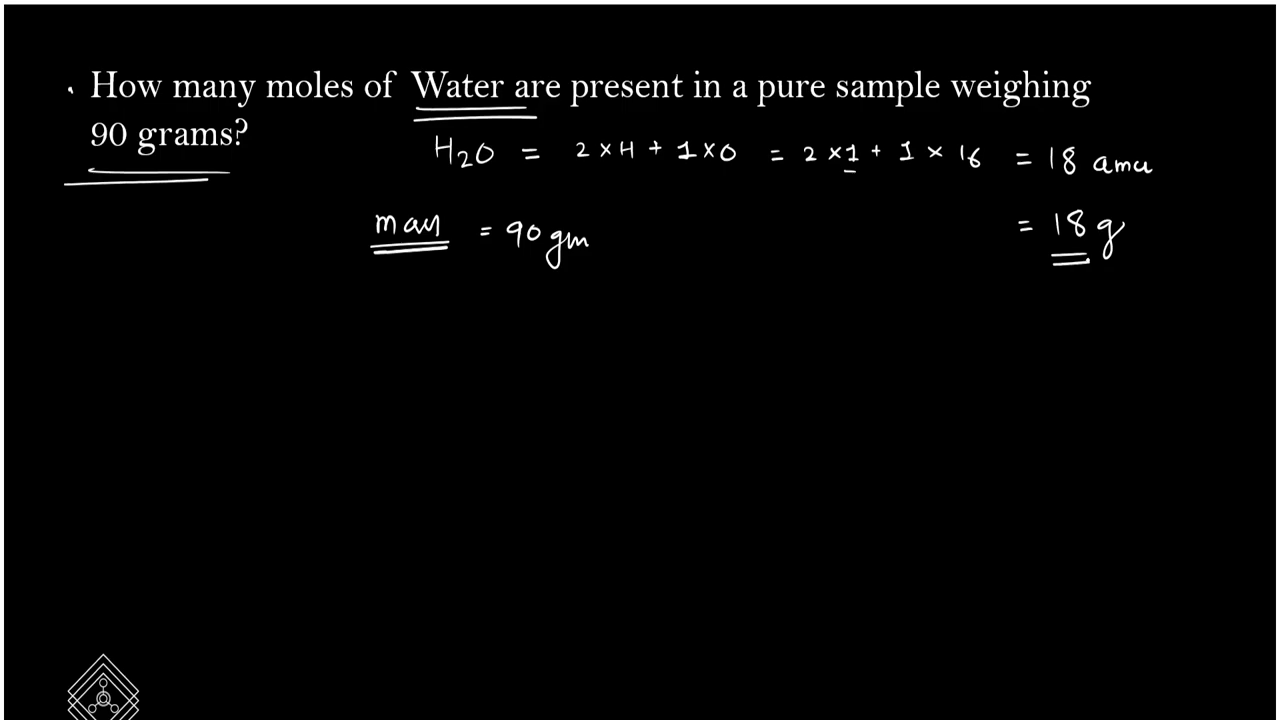 How many moles of Water are present in a pure sample weighing
90 grams?
H2O = 2 × H + 1 × O = 2 × 1 + 1 × 16 = 18 amu
mass = 90 gm = 18 g